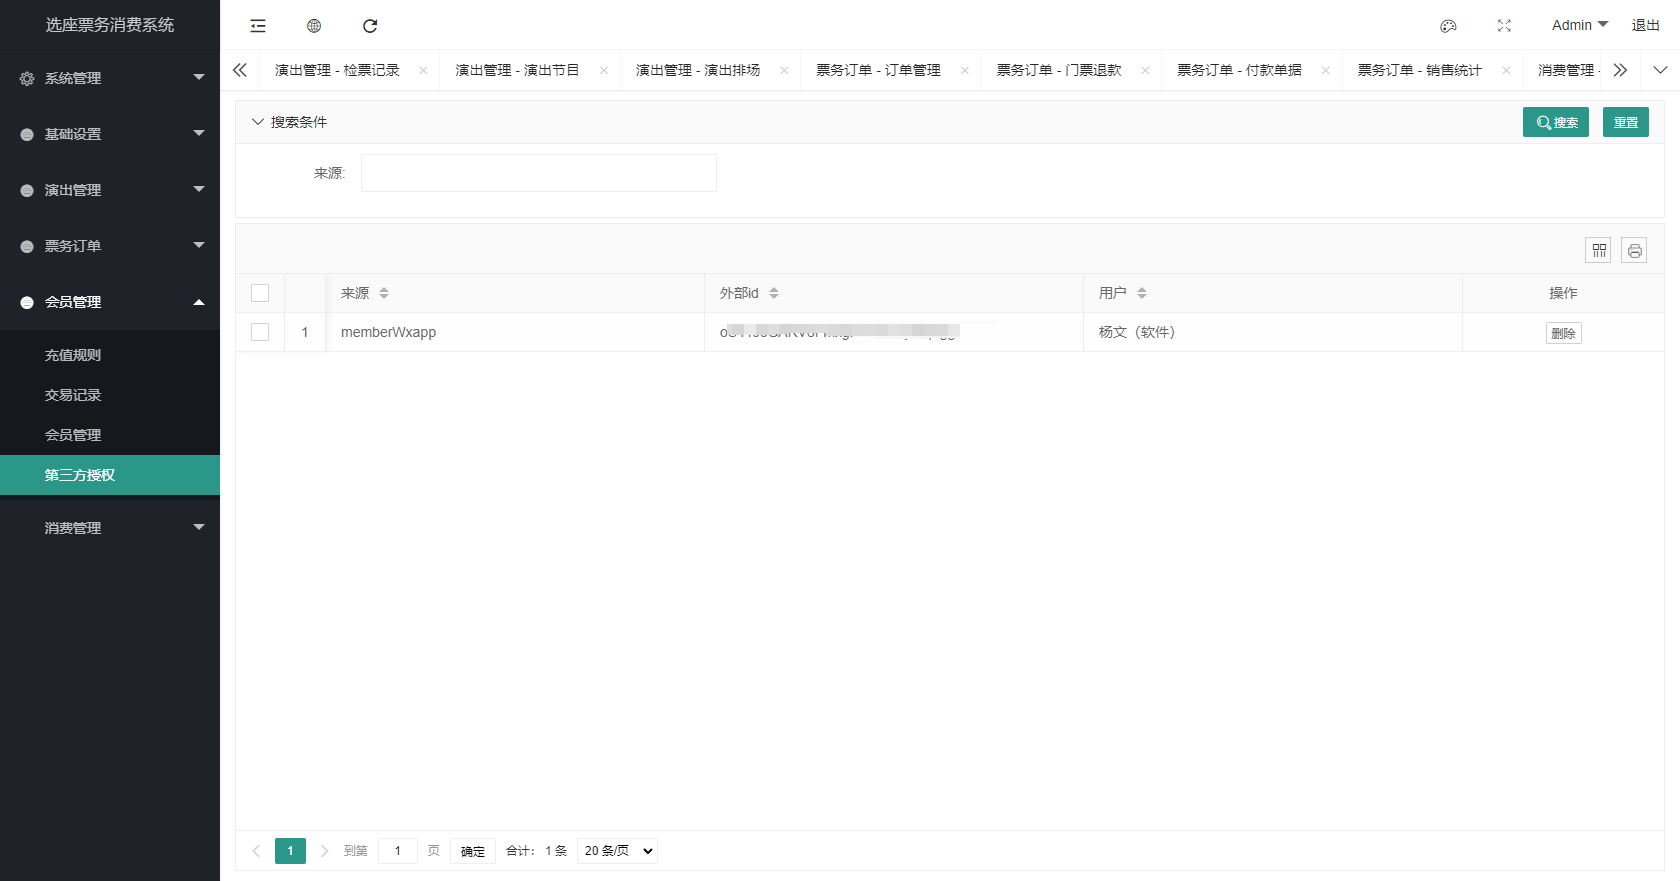 选座票务消费系统
Admin
退出
系统管理
基础设置
演出管理
票务订单
会员管理
充值规则
交易记录
会员管理
第三方授权
消费管理
演出管理 - 检票记录
演出管理 - 演出节目
演出管理 - 演出排场
票务订单 - 订单管理
票务订单 - 门票退款
票务订单 - 付款单据
票务订单 - 销售统计
消费管理 -
搜索条件
搜索
重置
来源:
来源
外部id
用户
操作
1
memberWxapp
杨文（软件）
删除
1
到第
1
页
确定
合计： 1 条
20 条/页